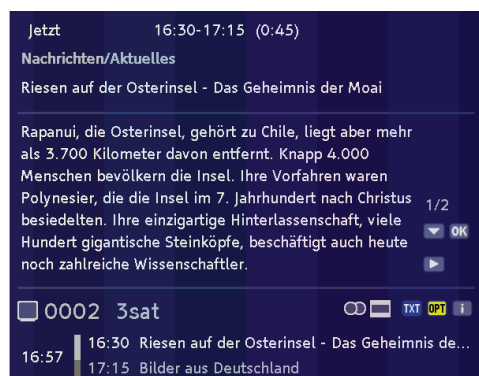 Jetzt 16:30-17:15 (0:45)
Nachrichten/Aktuelles
Riesen auf der Osterinsel - Das Geheimnis der Moai
Rapanui, die Osterinsel, gehört zu Chile, liegt aber mehr
als 3.700 Kilometer davon entfernt. Knapp 4.000
Menschen bevölkern die Insel. Ihre Vorfahren waren
Polynesier, die die Insel im 7. Jahrhundert nach Christus
besiedelten. Ihre einzigartige Hinterlassenschaft, viele
Hundert gigantische Steinköpfe, beschäftigt auch heute
noch zahlreiche Wissenschaftler.
1/2
OK
0002 3sat TXT OPT i
16:57
16:30 Riesen auf der Osterinsel - Das Geheimnis de...
17:15 Bilder aus Deutschland